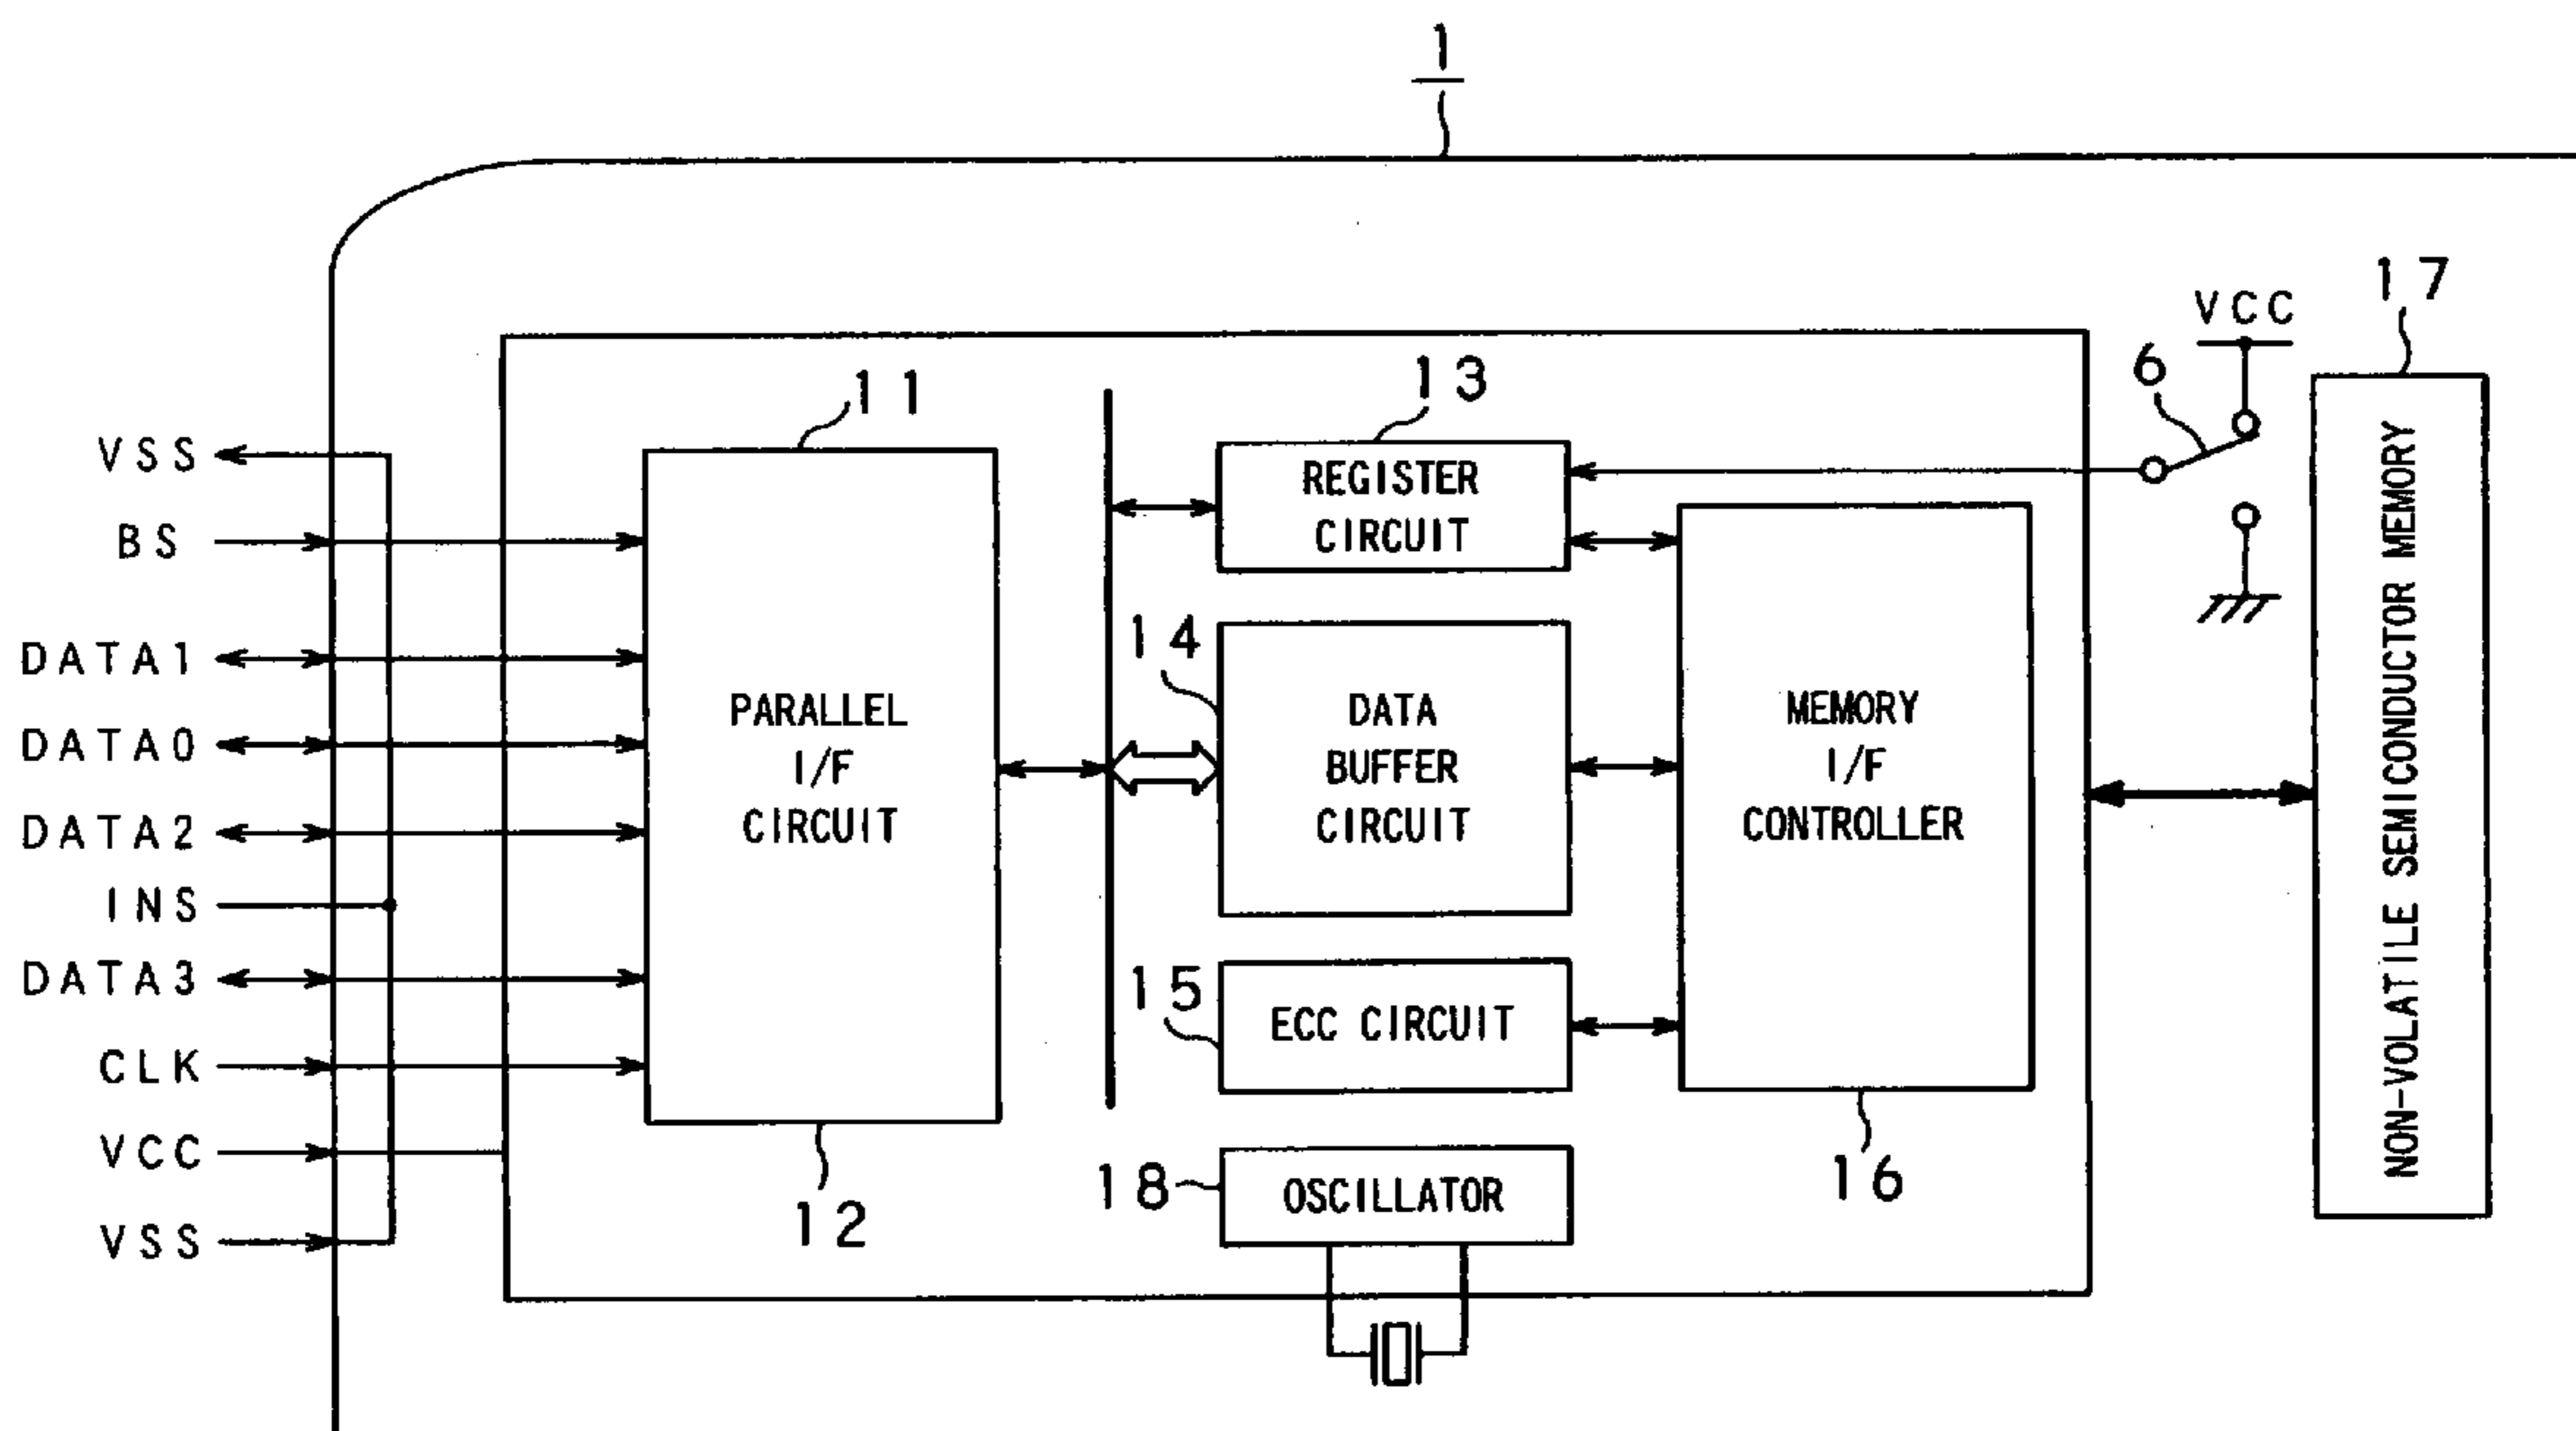 1
17
VCC
6
13
11
VSS
REGISTER
CIRCUIT
BS
14
DATA1
PARALLEL
I/F
CIRCUIT
DATA
BUFFER
CIRCUIT
MEMORY
I/F
CONTROLLER
NON-VOLATILE SEMICONDUCTOR MEMORY
DATA0
DATA2
INS
DATA3
15
ECC CIRCUIT
CLK
VCC
18
OSCILLATOR
16
12
VSS